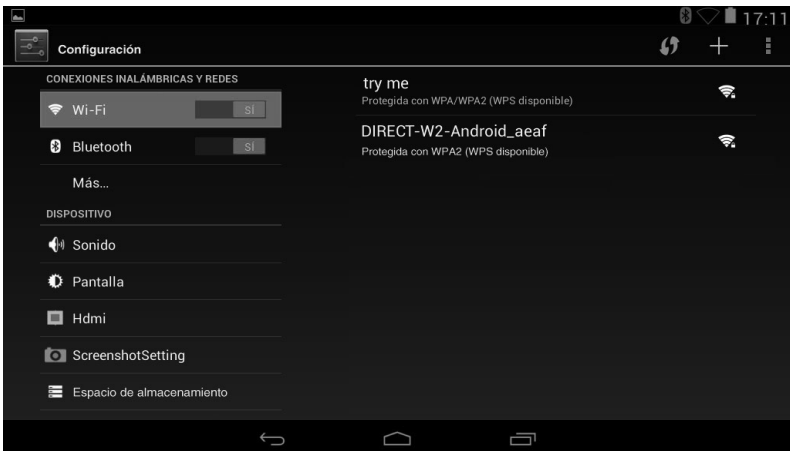 17:11
Configuración
CONEXIONES INALÁMBRICAS Y REDES
Wi-Fi
SÍ
Bluetooth
SÍ
Más...
DISPOSITIVO
Sonido
Pantalla
Hdmi
ScreenshotSetting
Espacio de almacenamiento
try me
Protegida con WPA/WPA2 (WPS disponible)
DIRECT-W2-Android_aeaf
Protegida con WPA2 (WPS disponible)